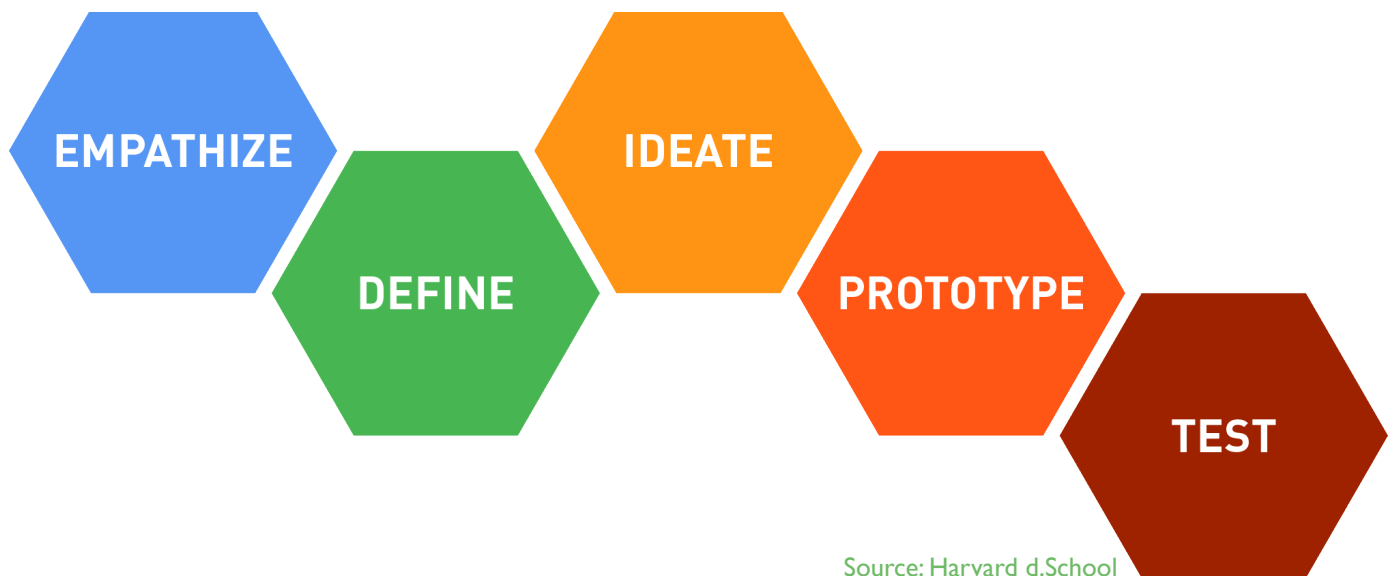 EMPATHIZE
DEFINE
IDEATE
PROTOTYPE
TEST
Source: Harvard d.School